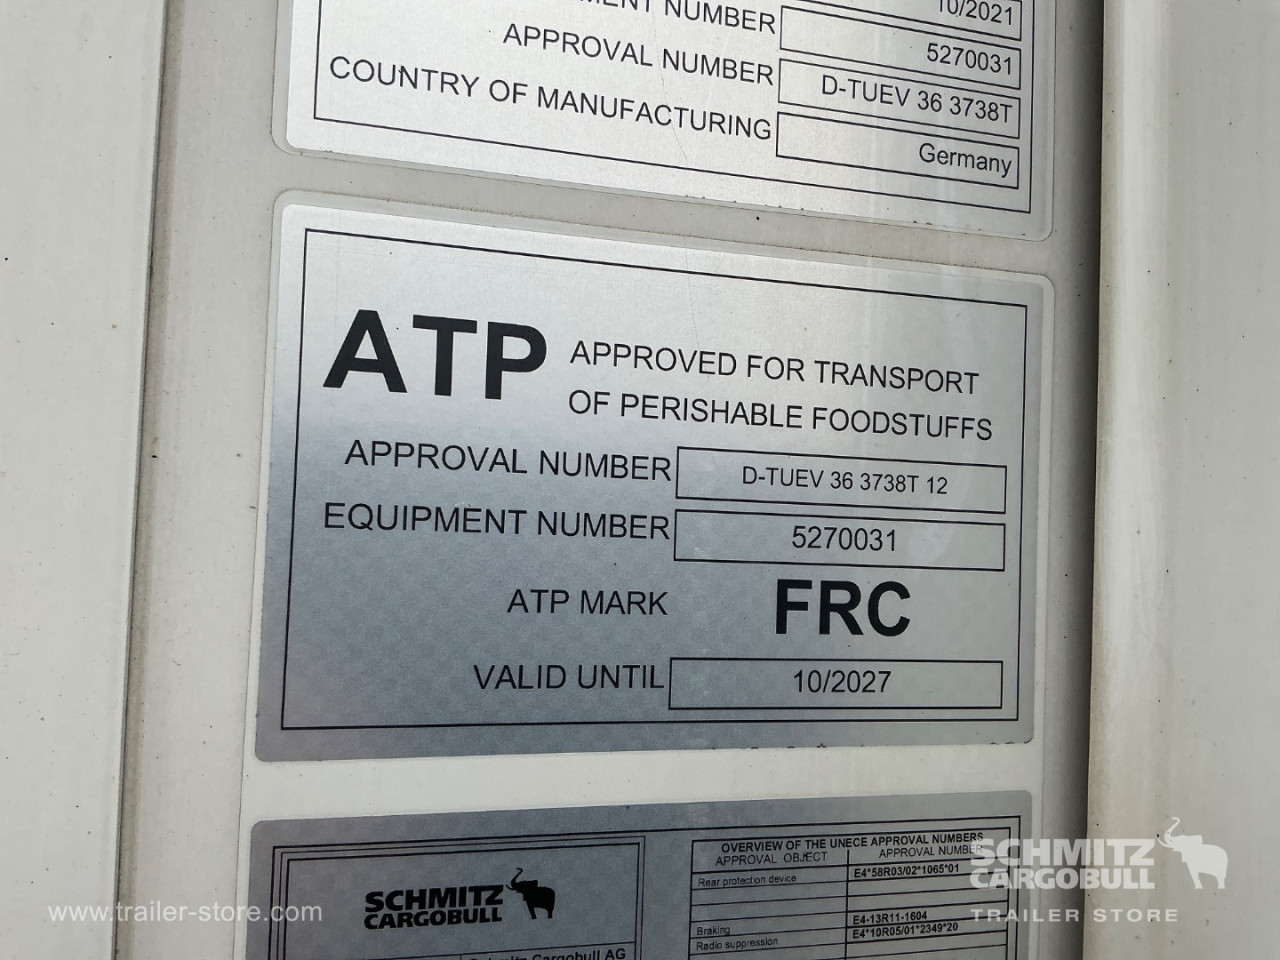 10/2021
MENT NUMBER 5270031
APPROVAL NUMBER D-TUEV 36 3738T
COUNTRY OF MANUFACTURING Germany
ATP APPROVED FOR TRANSPORT
OF PERISHABLE FOODSTUFFS
APPROVAL NUMBER D-TUEV 36 3738T 12
EQUIPMENT NUMBER 5270031
ATP MARK FRC
VALID UNTIL 10/2027
SCHMITZ
CARGOBULL
Schmitz Cargobull AG
OVERVIEW OF THE UNECE APPROVAL NUMBERS
APPROVAL OBJECT APPROVAL NUMBER
Rear protection device E4*58R03/02*1065*01
E4-13R11-1604
Braking E4*10R05/01*2349*20
Radio suppression
www.trailer-store.com
SCHMITZ
CARGOBULL
TRAILER STORE